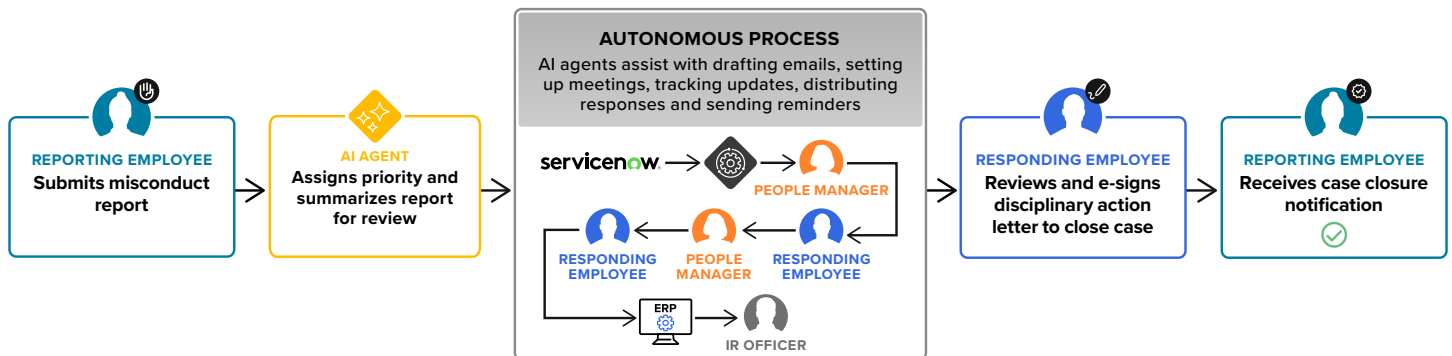 REPORTING EMPLOYEE
Submits misconduct
report
AI AGENT
Assigns priority and
summarizes report
for review
AUTONOMOUS PROCESS
AI agents assist with drafting emails, setting
up meetings, tracking updates, distributing
responses and sending reminders
servicenow
PEOPLE MANAGER
RESPONDING
EMPLOYEE
PEOPLE
MANAGER
RESPONDING
EMPLOYEE
ERP
IR OFFICER
RESPONDING EMPLOYEE
Reviews and e-signs
disciplinary action
letter to close case
REPORTING EMPLOYEE
Receives case closure
notification